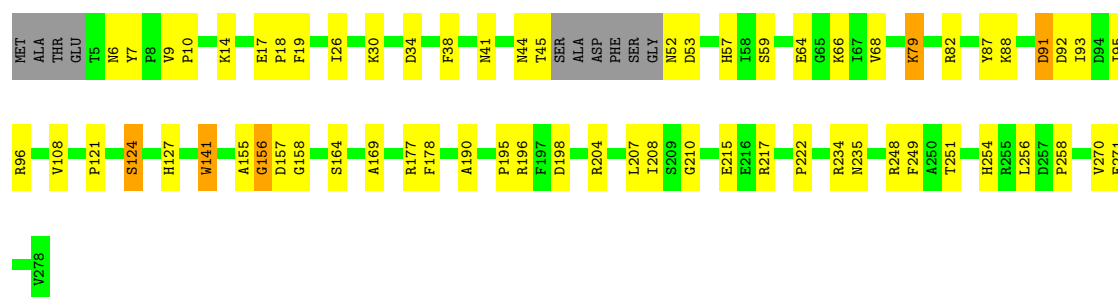 MET ALA THR GLU T5 N6 Y7 P8 V9 P10 K14 E17 P18 F19 I26 K30 D34 F38 N41 N44 T45 SER ALA ASP PHE SER GLY N52 D53 H57 I58 S59 E64 G65 K66 I67 V68 K79 R82 Y87 K88 D91 D92 I93 D94 I95
R96 V108 P121 S124 H127 W141 A155 G156 D157 G158 S164 A169 R177 F178 A190 P195 R196 F197 D198 R204 L207 I208 S209 G210 E215 E216 R217 P222 R234 N235 R248 F249 A250 T251 H254 R255 L256 D257 P258 V270
V278